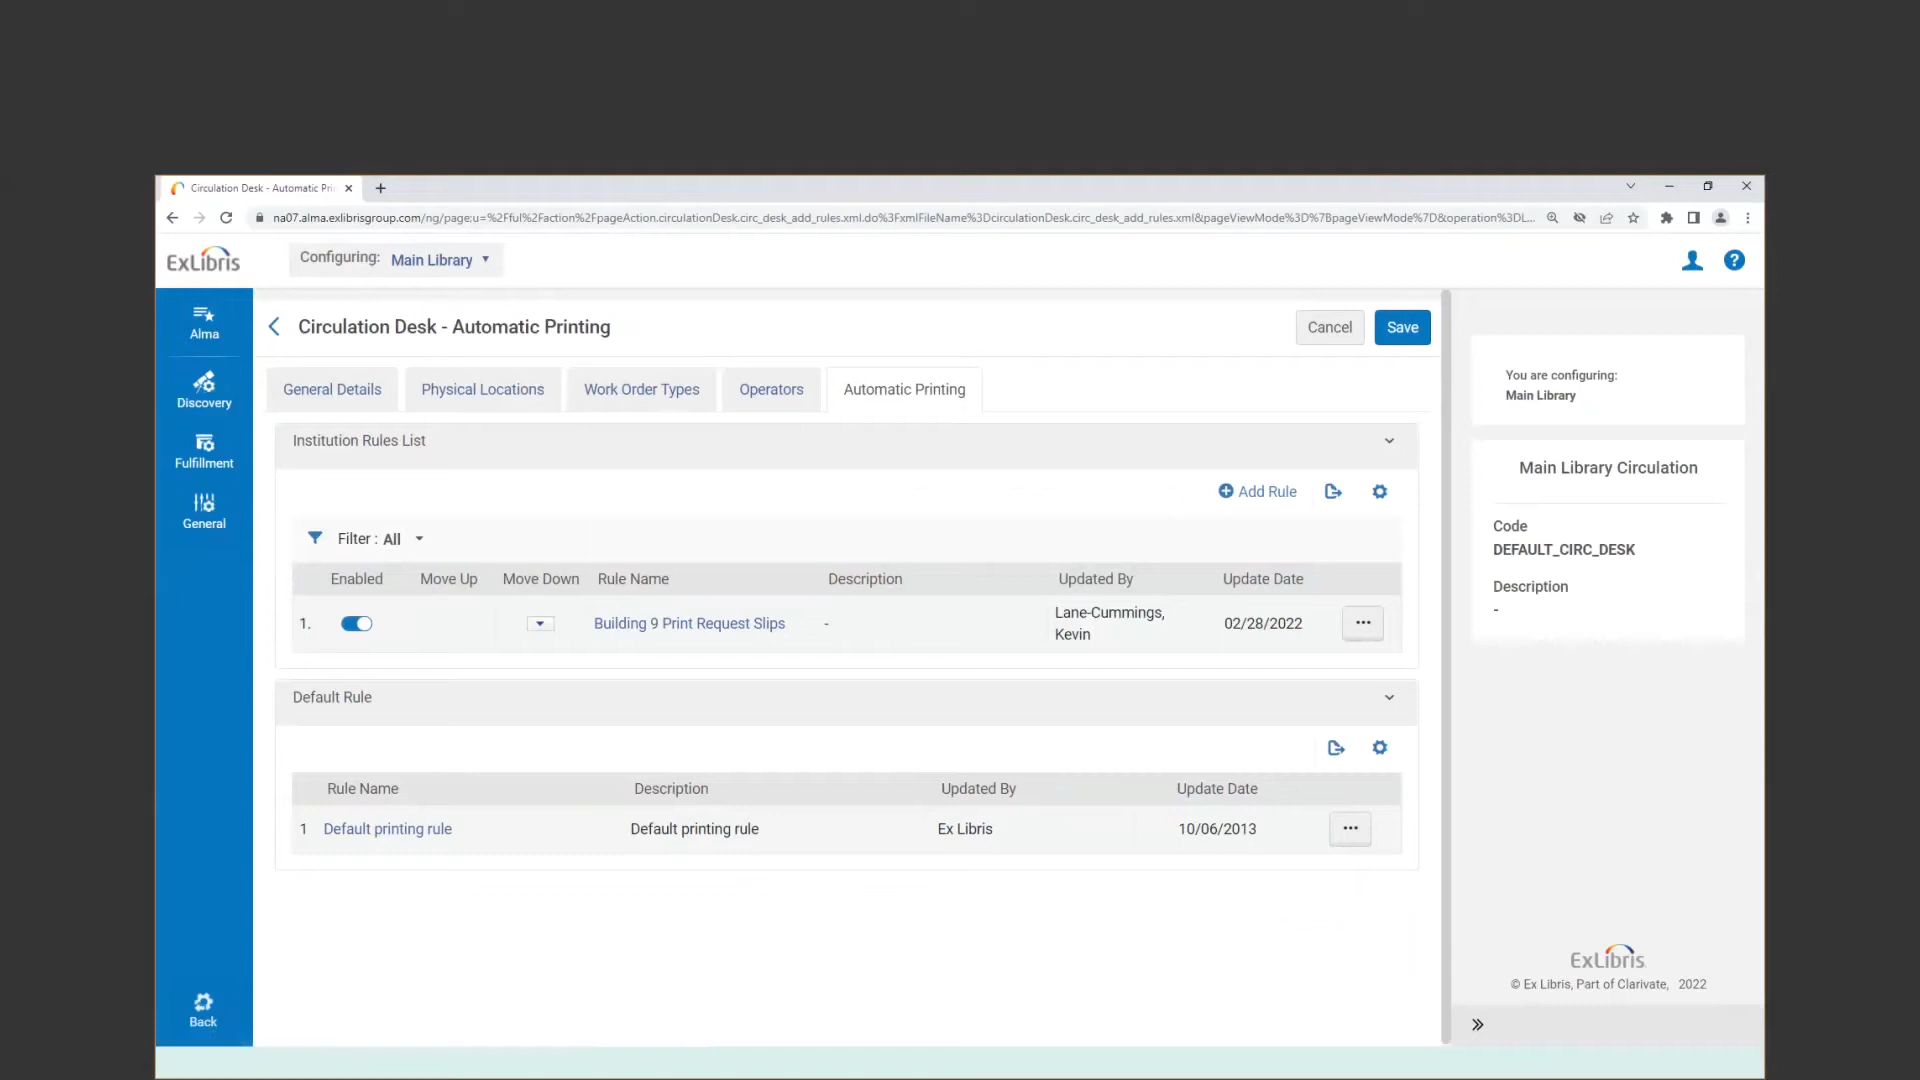 Circulation Desk - Automatic Pri
na07.alma.exlibrisgroup.com/ng/page;u=%2Fful%2Faction%2FpageAction.circulationDesk.circ_desk_add_rules.xml.do%3FxmlFileName%3DcirculationDesk.circ_desk_add_rules.xml&pageViewMode%3D%7BpageViewMode%7D&operation%3DL...
ExLibris
Configuring: Main Library
Alma
Discovery
Fulfillment
General
Back
Circulation Desk - Automatic Printing
Cancel
Save
General Details
Physical Locations
Work Order Types
Operators
Automatic Printing
Institution Rules List
Add Rule
Filter : All
Enabled Move Up Move Down Rule Name Description Updated By Update Date
1. Building 9 Print Request Slips - Lane-Cummings, Kevin 02/28/2022
Default Rule
Rule Name Description Updated By Update Date
1 Default printing rule Default printing rule Ex Libris 10/06/2013
You are configuring:
Main Library
Main Library Circulation
Code
DEFAULT_CIRC_DESK
Description
-
ExLibris
© Ex Libris, Part of Clarivate, 2022